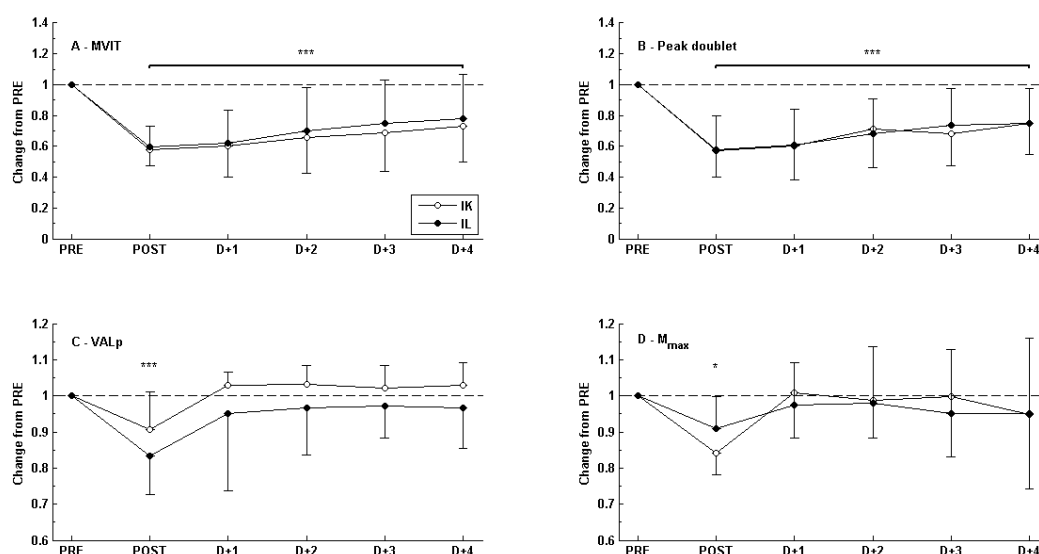 A - MVIT
***
Change from PRE
1.4
1.2
1
0.8
0.6
0.4
0.2
0
PRE POST D+1 D+2 D+3 D+4
IK
IL
B - Peak doublet
***
Change from PRE
1.4
1.2
1
0.8
0.6
0.4
0.2
0
PRE POST D+1 D+2 D+3 D+4
C - VALp
***
Change from PRE
1.2
1.1
1
0.9
0.8
0.7
0.6
PRE POST D+1 D+2 D+3 D+4
D - Mmax
*
Change from PRE
1.2
1.1
1
0.9
0.8
0.7
0.6
PRE POST D+1 D+2 D+3 D+4